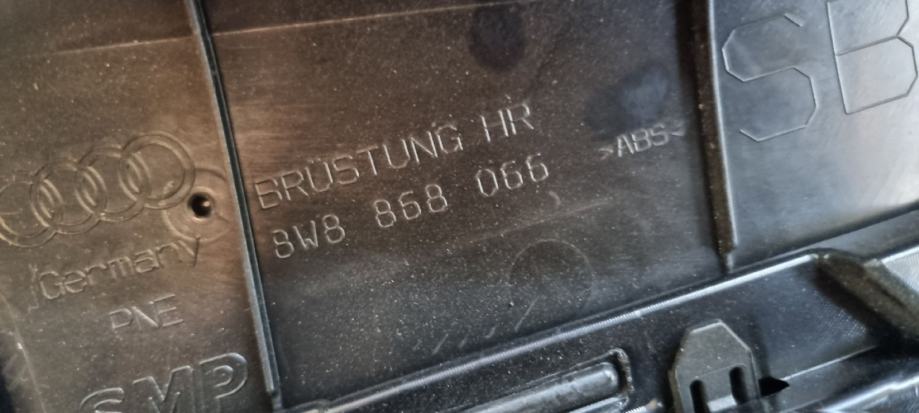 BRÜSTUNG HR
8W8 868 066
>ABS<
SB
Germany
PNE
SMP